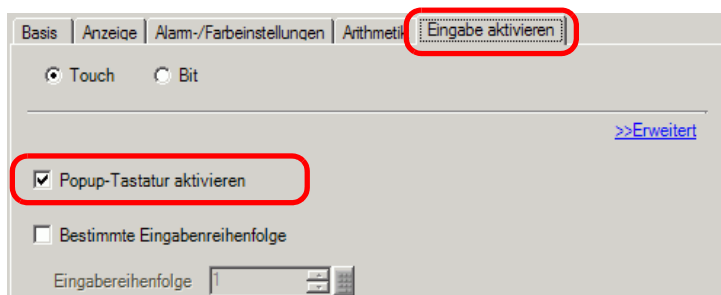 Basis Anzeige Alarm-/Farbeinstellungen Arithmetik Eingabe aktivieren
Touch Bit
>>Erweitert
Popup-Tastatur aktivieren
Bestimmte Eingabenreihenfolge
Eingabereihenfolge 1